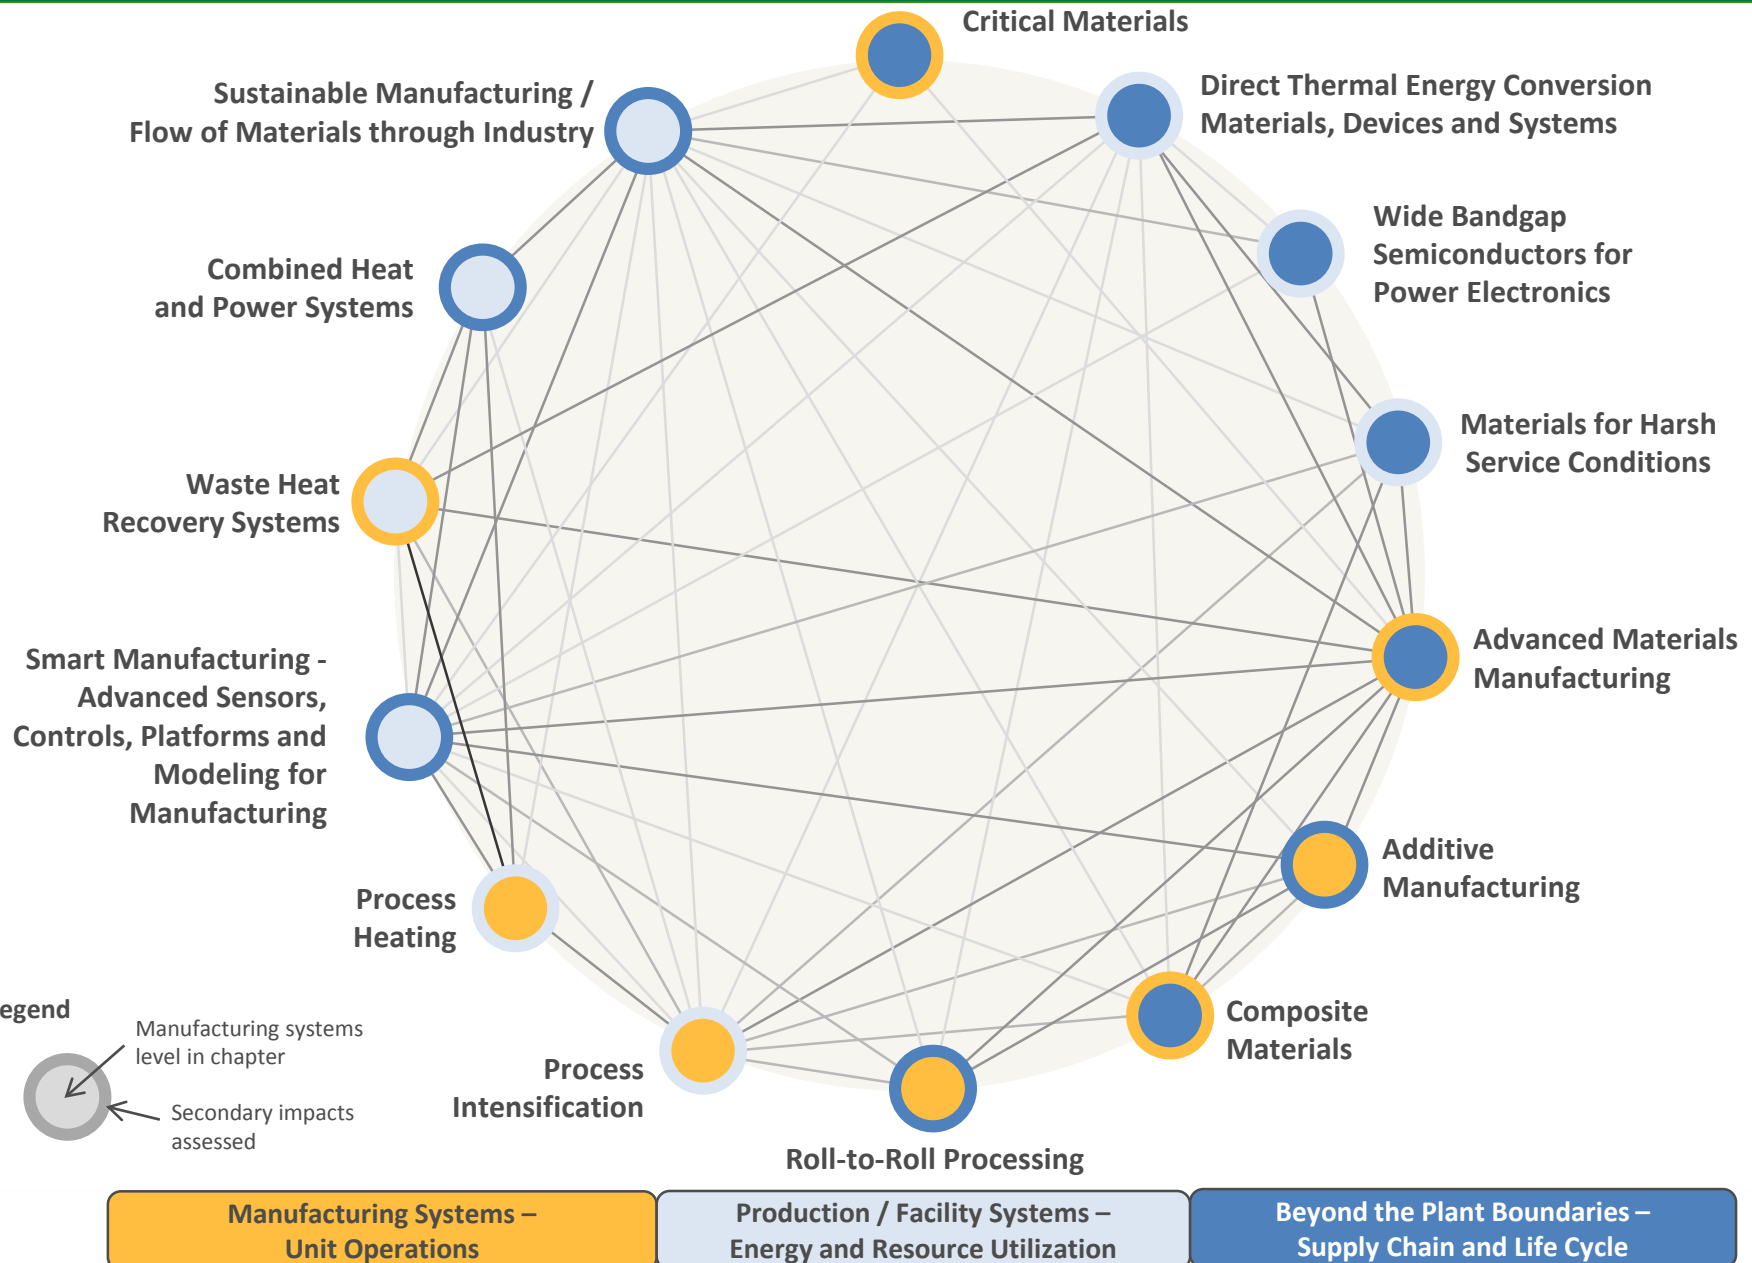 Critical Materials
Sustainable Manufacturing /
Flow of Materials through Industry
Direct Thermal Energy Conversion
Materials, Devices and Systems
Combined Heat
and Power Systems
Wide Bandgap
Semiconductors for
Power Electronics
Waste Heat
Recovery Systems
Materials for Harsh
Service Conditions
Smart Manufacturing -
Advanced Sensors,
Controls, Platforms and
Modeling for
Manufacturing
Advanced Materials
Manufacturing
Process
Heating
Additive
Manufacturing
Process
Intensification
Composite
Materials
Roll-to-Roll Processing
egend
Manufacturing systems
level in chapter
Secondary impacts
assessed
Manufacturing Systems –
Unit Operations
Production / Facility Systems –
Energy and Resource Utilization
Beyond the Plant Boundaries –
Supply Chain and Life Cycle